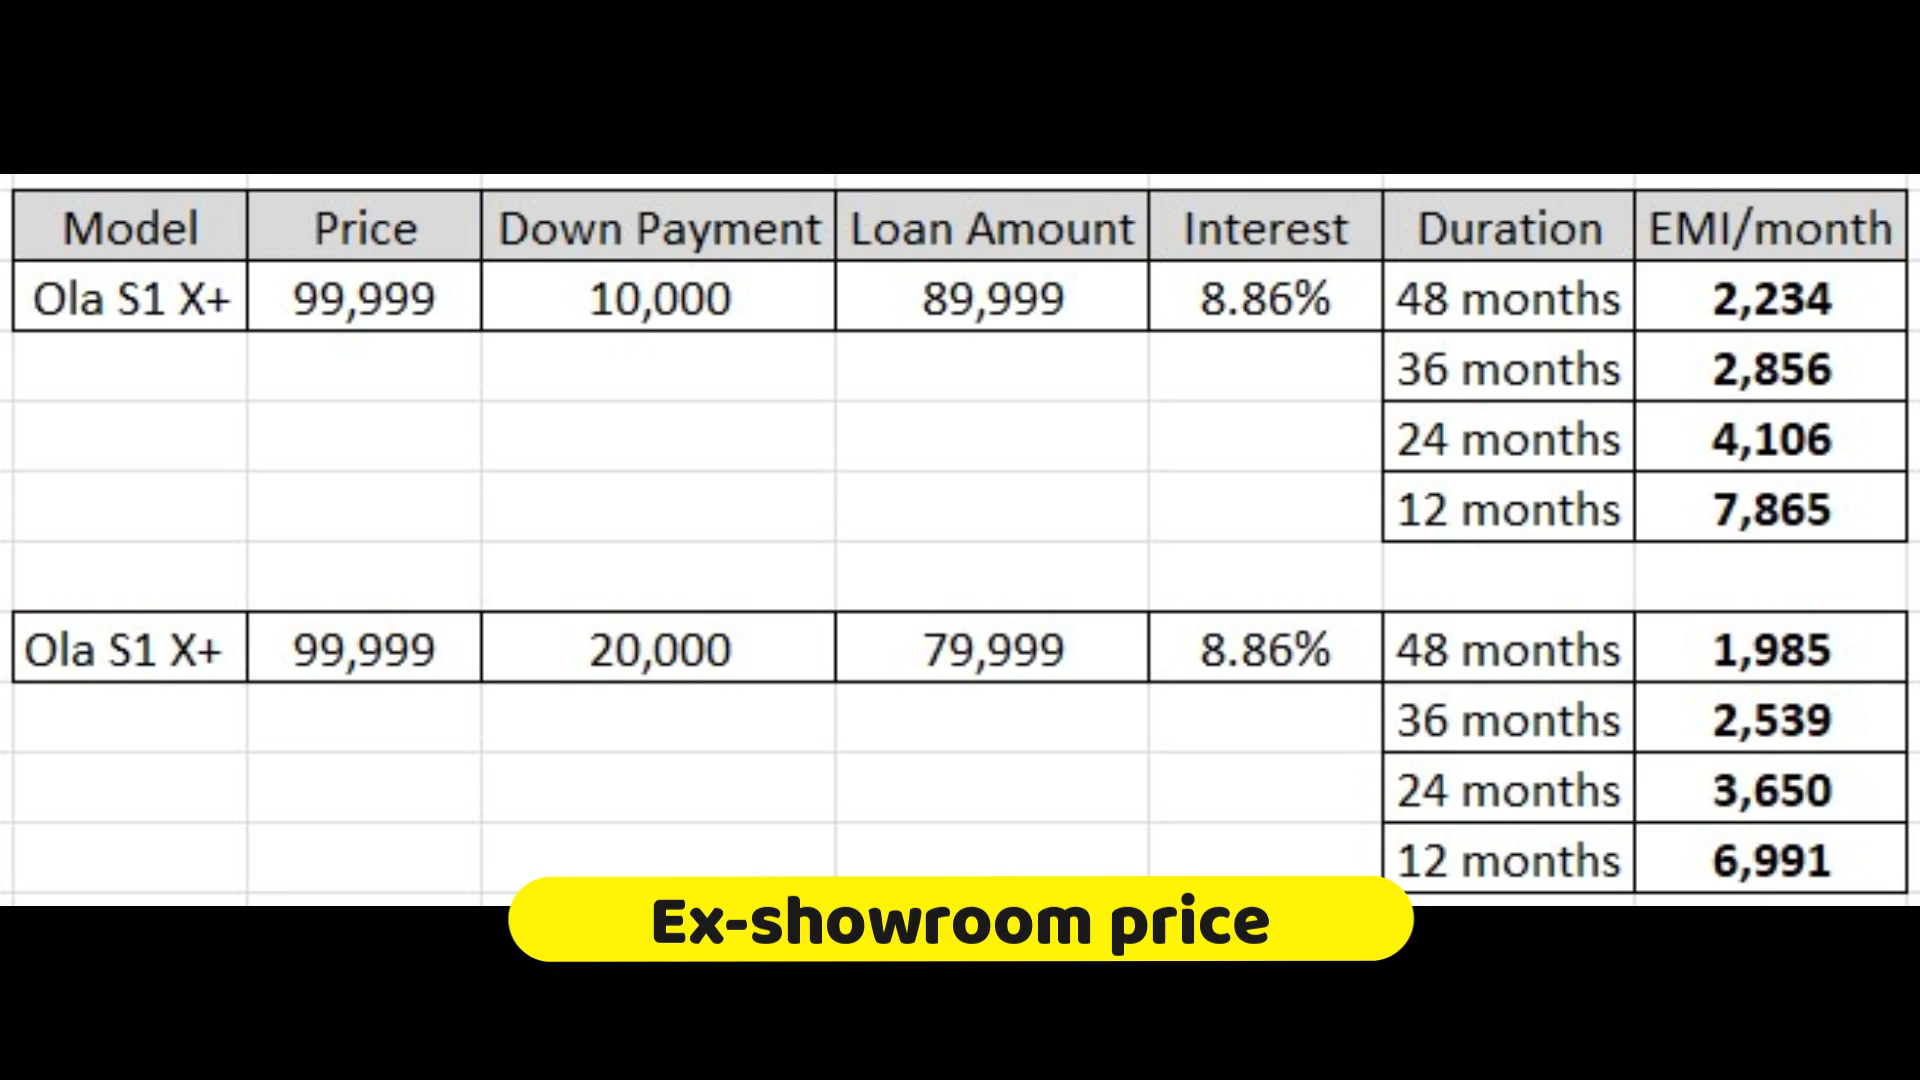 Model Price Down Payment Loan Amount Interest Duration EMI/month
Ola S1 X+ 99,999 10,000 89,999 8.86% 48 months 2,234
36 months 2,856
24 months 4,106
12 months 7,865
Ola S1 X+ 99,999 20,000 79,999 8.86% 48 months 1,985
36 months 2,539
24 months 3,650
12 months 6,991
Ex-showroom price